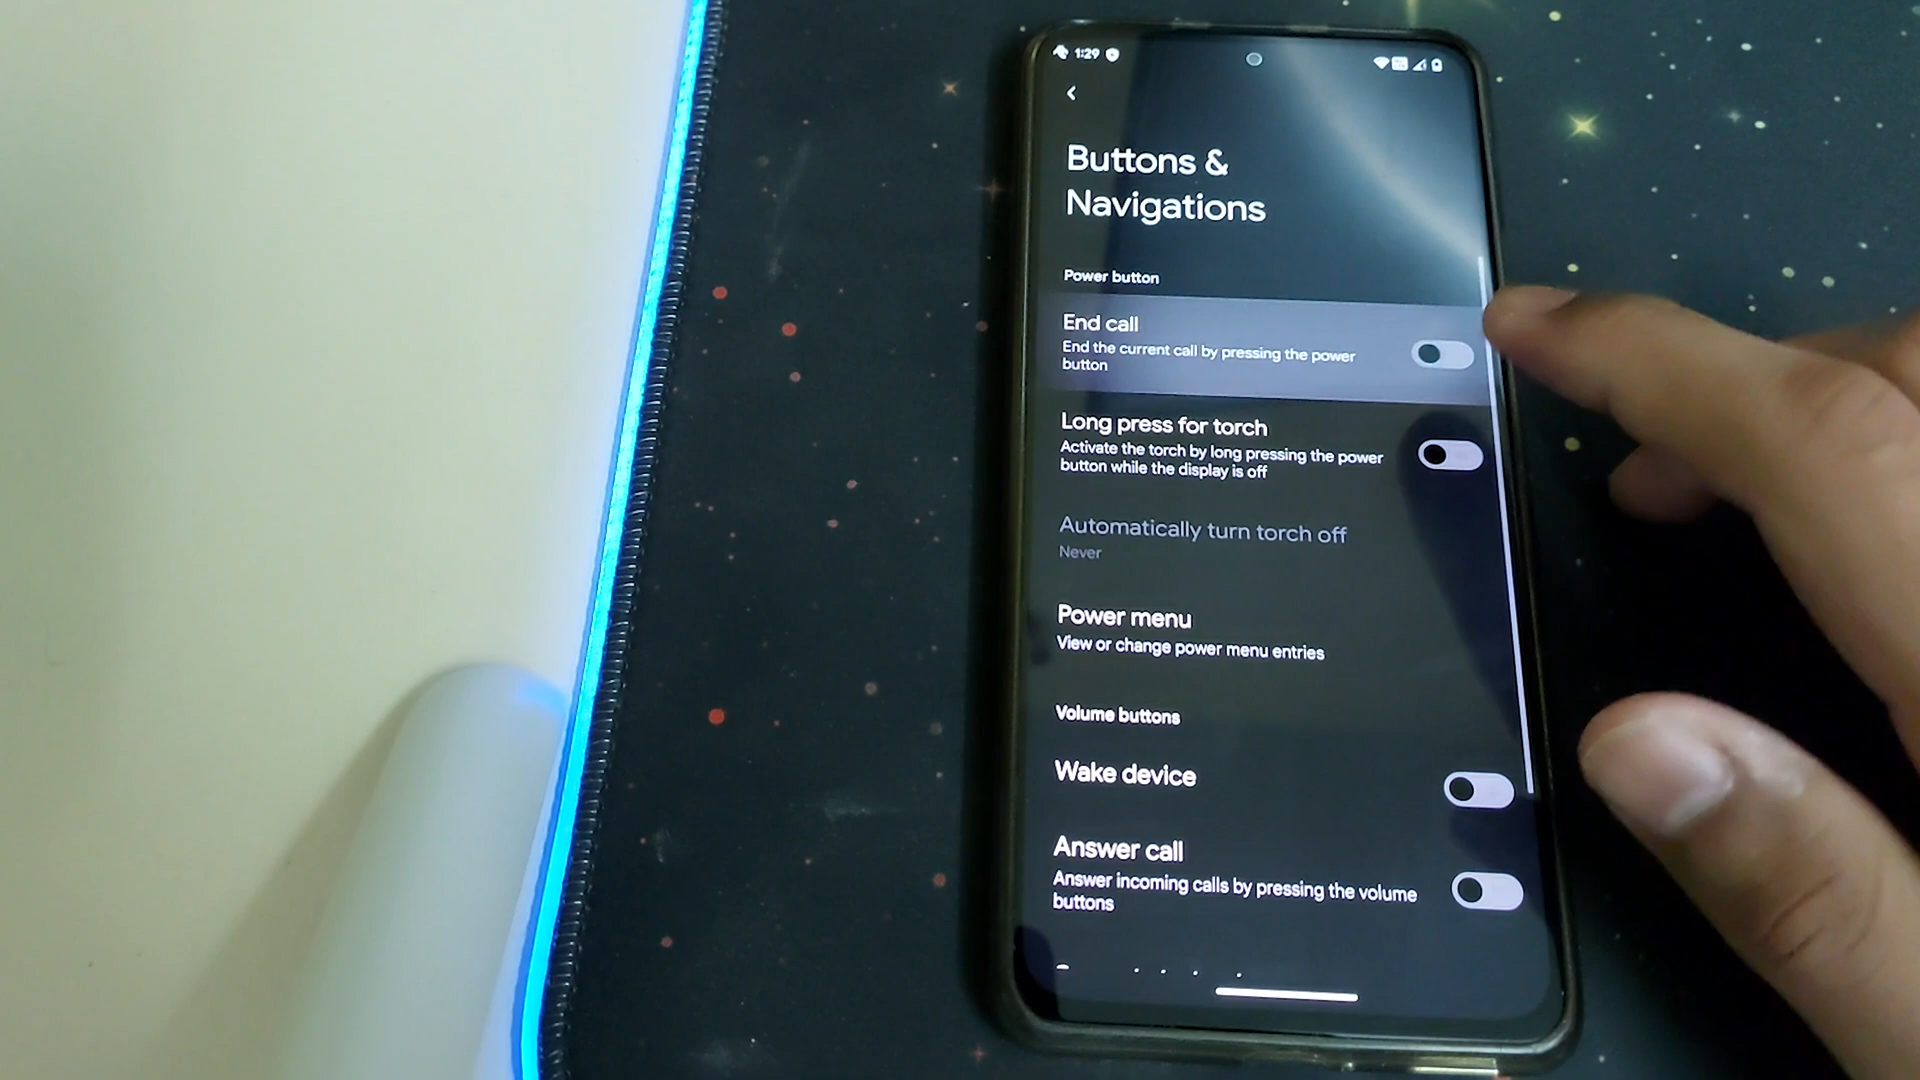 1:29
Buttons &
Navigations
Power button
End call
End the current call by pressing the power
button
Long press for torch
Activate the torch by long pressing the power
button while the display is off
Automatically turn torch off
Never
Power menu
View or change power menu entries
Volume buttons
Wake device
Answer call
Answer incoming calls by pressing the volume
buttons